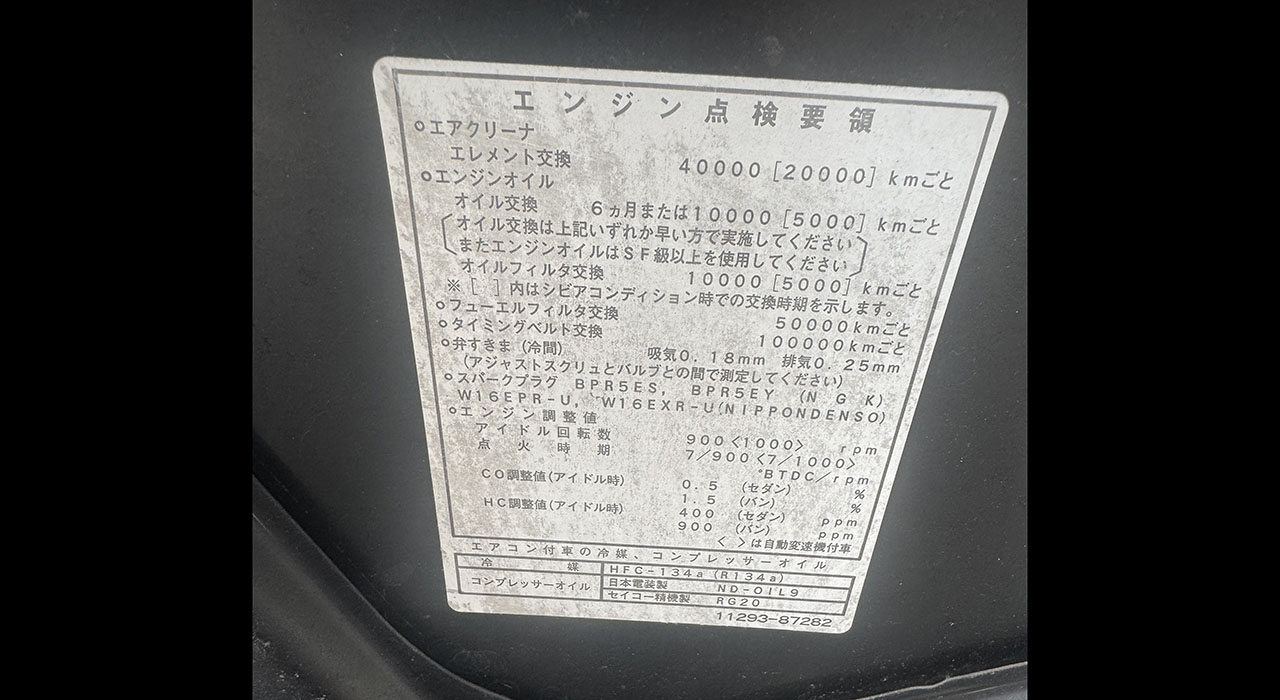 エンジン点検要領
○エアクリーナ
エレメント交換 40000[20000]kmごと
○エンジンオイル
オイル交換 6ヵ月または10000[5000]kmごと
オイル交換は上記いずれか早い方で実施してください
またエンジンオイルはSF級以上を使用してください
オイルフィルタ交換 10000[5000]kmごと
※[ ]内はシビアコンディション時での交換時期を示します。
○フューエルフィルタ交換 50000kmごと
○タイミングベルト交換 100000kmごと
○弁すきま(冷間) 吸気0.18mm 排気0.25mm
(アジャストスクリュとバルブとの間で測定してください)
○スパークプラグ BPR5ES, BPR5EY (NGK)
W16EPR-U, W16EXR-U(NIPPONDENSO)
○エンジン調整値
アイドル回転数 900〈1000〉 rpm
点火時期 7/900〈7/1000〉
°BTDC/rpm
CO調整値(アイドル時) 0.5 (セダン) %
1.5 (バン) %
HC調整値(アイドル時) 400 (セダン) ppm
900 (バン) ppm
〈 〉は自動変速機付車
エアコン付車の冷媒、コンプレッサーオイル
冷媒 HFC-134a(R134a)
コンプレッサーオイル 日本電装製 ND-OIL9
セイコー精機製 RG20
11293-87282